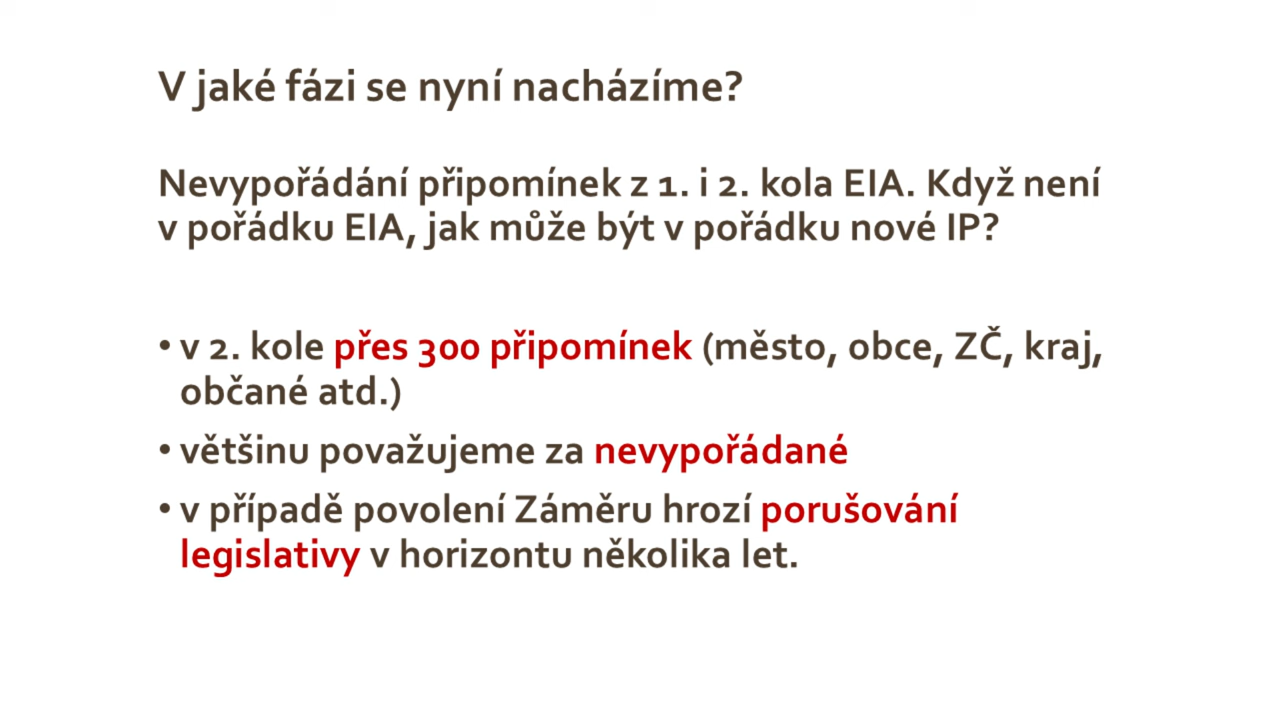 V jaké fázi se nyní nacházíme?
Nevypořádání připomínek z 1. i 2. kola EIA. Když není
v pořádku EIA, jak může být v pořádku nové IP?
• v 2. kole přes 300 připomínek (město, obce, ZČ, kraj,
občané atd.)
• většinu považujeme za nevypořádané
• v případě povolení Záměru hrozí porušování
legislativy v horizontu několika let.